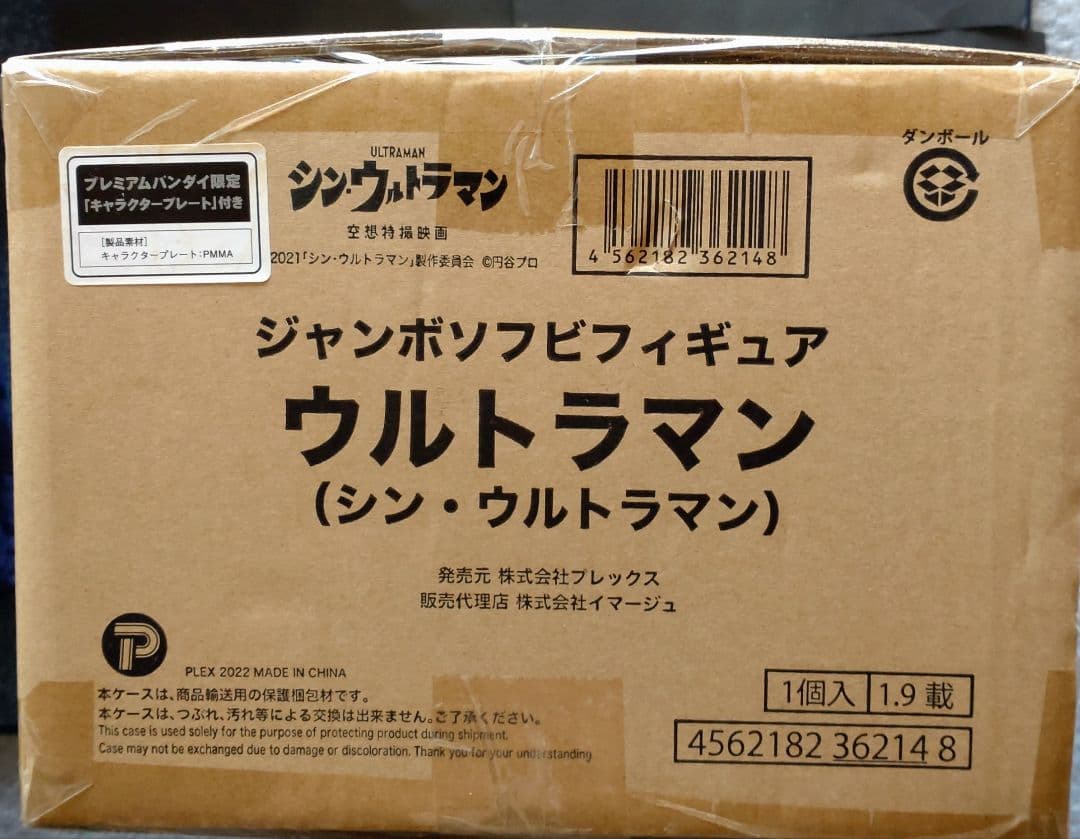 プレミアムバンダイ限定
「キャラクタープレート」付き
[製品素材]
キャラクタープレート:PMMA
ULTRAMAN
シン・ウルトラマン
空想特撮映画
2021「シン・ウルトラマン」製作委員会 ©円谷プロ
4 562182 362148
ダンボール
ジャンボソフビフィギュア
ウルトラマン
(シン・ウルトラマン)
発売元 株式会社プレックス
販売代理店 株式会社イマージュ
P
PLEX 2022 MADE IN CHINA
本ケースは、商品輸送用の保護梱包材です。
本ケースは、つぶれ、汚れ等による交換は出来ません。ご了承ください。
This case is used solely for the purpose of protecting product during shipment.
Case may not be exchanged due to damage or discoloration. Thank you for your understanding
1個入 1.9 載
4562182 36214 8